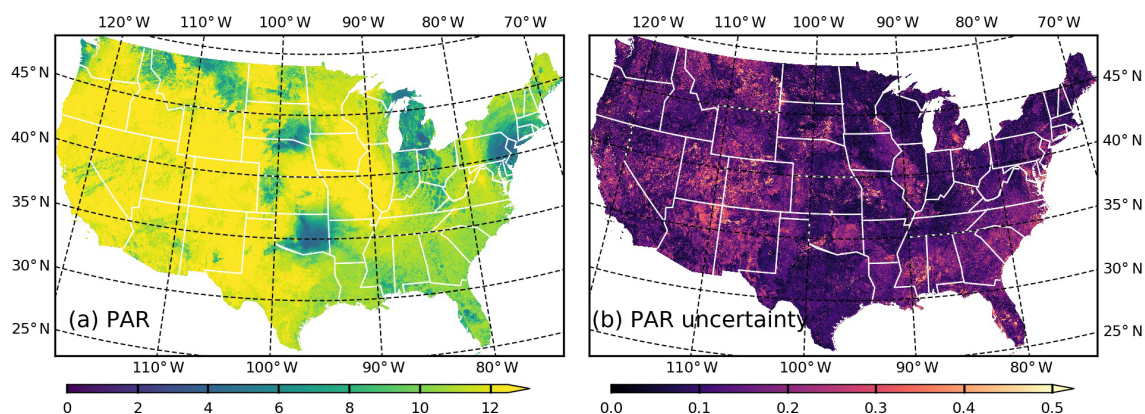 120°W 110°W 100°W 90°W 80°W 70°W
120°W 110°W 100°W 90°W 80°W 70°W
45°N
40°N
35°N
30°N
25°N
45°N
40°N
35°N
30°N
25°N
(a) PAR
(b) PAR uncertainty
110°W 100°W 90°W 80°W
110°W 100°W 90°W 80°W
0 2 4 6 8 10 12
0.0 0.1 0.2 0.3 0.4 0.5